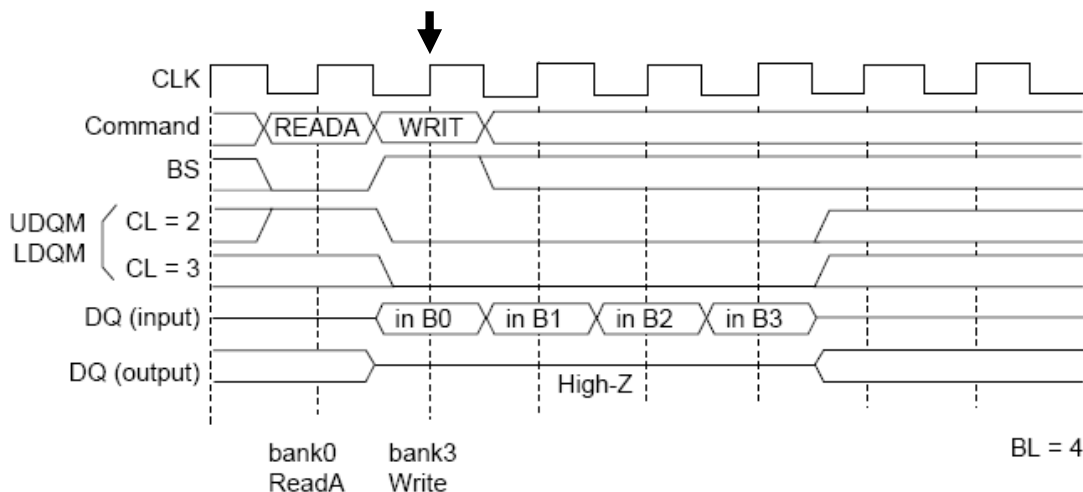 CLK
Command READA WRIT
BS
UDQM
LDQM
CL = 2
CL = 3
DQ (input) in B0 in B1 in B2 in B3
DQ (output) High-Z
bank0
ReadA
bank3
Write
BL = 4